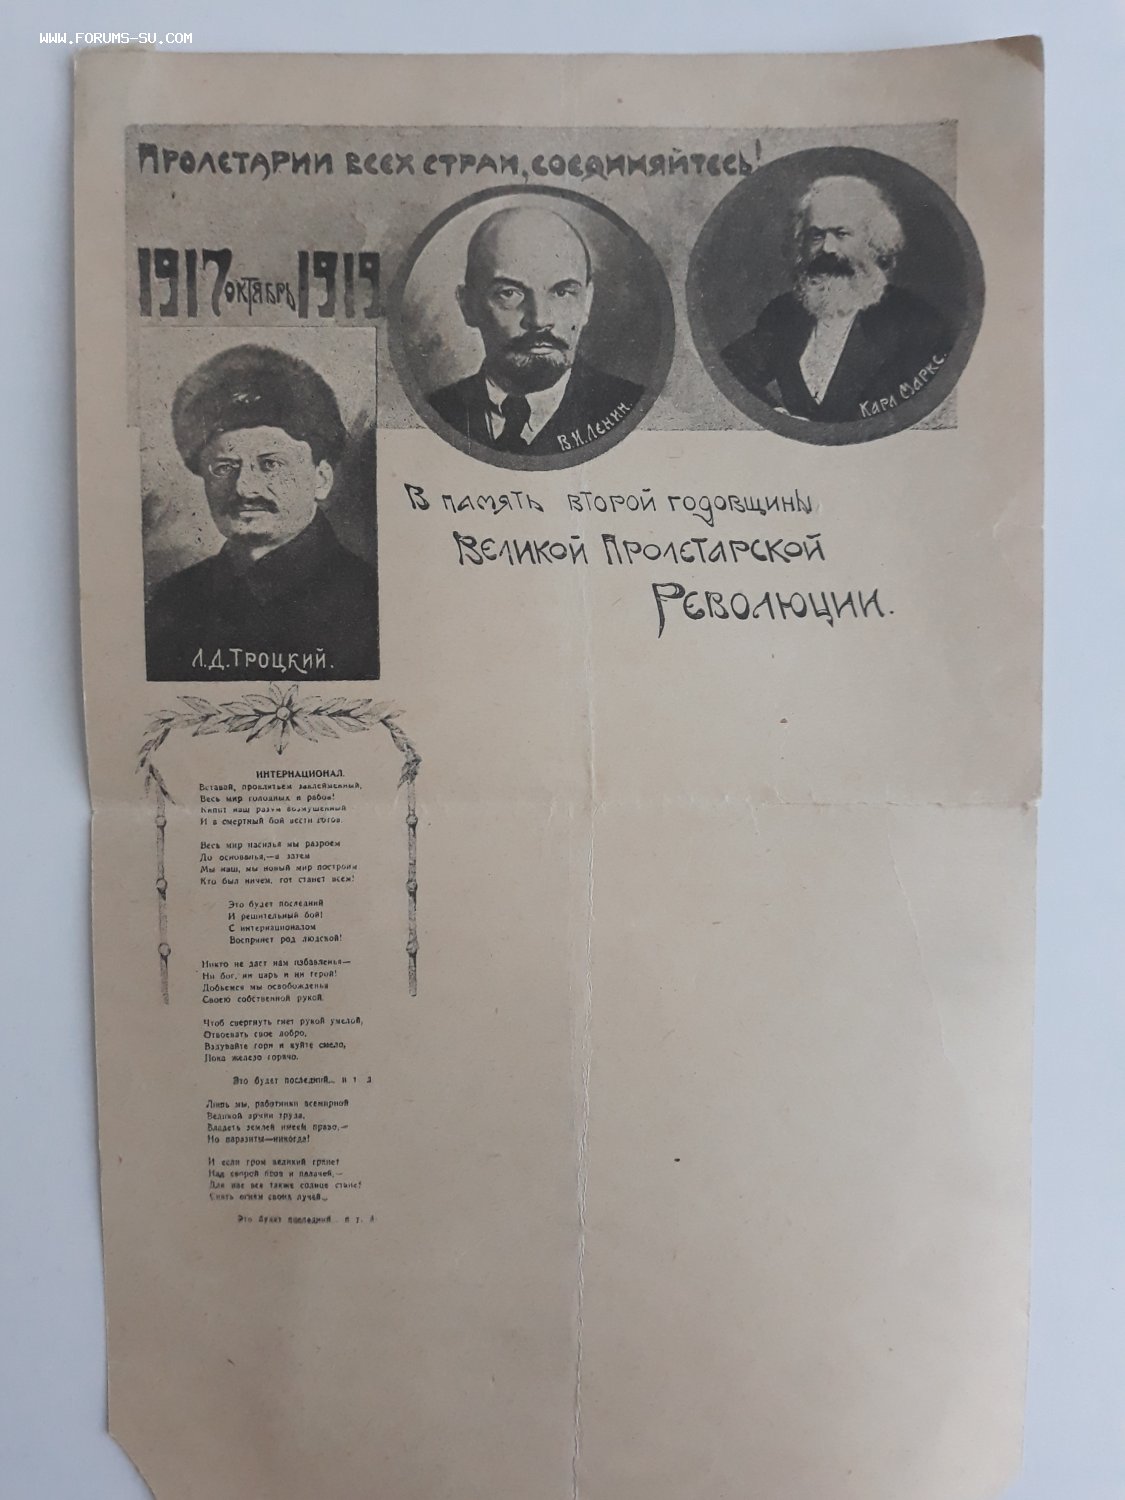 WWW.FORUMS-SU.COM
Пролетарии всех стран, соединяйтесь!
1917 октябрь 1919.
В.И.Ленин.
Карл Маркс.
Л.Д.Троцкий.
В память второй годовщины
Великой Пролетарской
Революции.
ИНТЕРНАЦИОНАЛ.
Вставай, проклятьем заклейменный,
Весь мир голодных и рабов!
Кипит наш разум возмущенный
И в смертный бой вести готов.
Весь мир насилья мы разроем
До основанья,—а затем
Мы наш, мы новый мир построим
Кто был ничем, тот станет всем!
Это будет последний
И решительный бой!
С интернационалом
Воспрянет род людской!
Никто не даст нам избавленья—
Ни бог, ни царь и ни герой!
Добьемся мы освобожденья
Своею собственной рукой.
Чтоб свергнуть гнет рукой умелой,
Отвоевать свое добро,
Вздувайте горн и куйте смело,
Пока железо горячо.
Это будет последний... и т д
Лишь мы, работники всемирной
Великой армии труда,
Владеть землей имеем право,—
Но паразиты—никогда!
И если гром великий грянет
Над сворой псов и палачей,—
Для нас все также солнце станет
Сиять огнем своих лучей...
Это будет последний... и т. д.